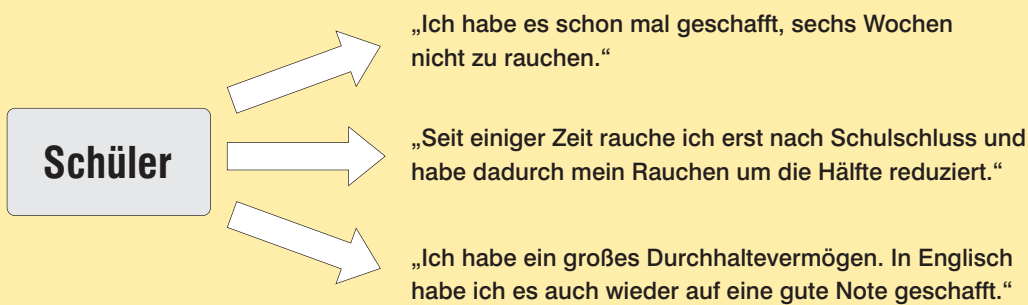 „Ich habe es schon mal geschafft, sechs Wochen
nicht zu rauchen.“
Schüler
„Seit einiger Zeit rauche ich erst nach Schulschluss und
habe dadurch mein Rauchen um die Hälfte reduziert.“
„Ich habe ein großes Durchhaltevermögen. In Englisch
habe ich es auch wieder auf eine gute Note geschafft.“